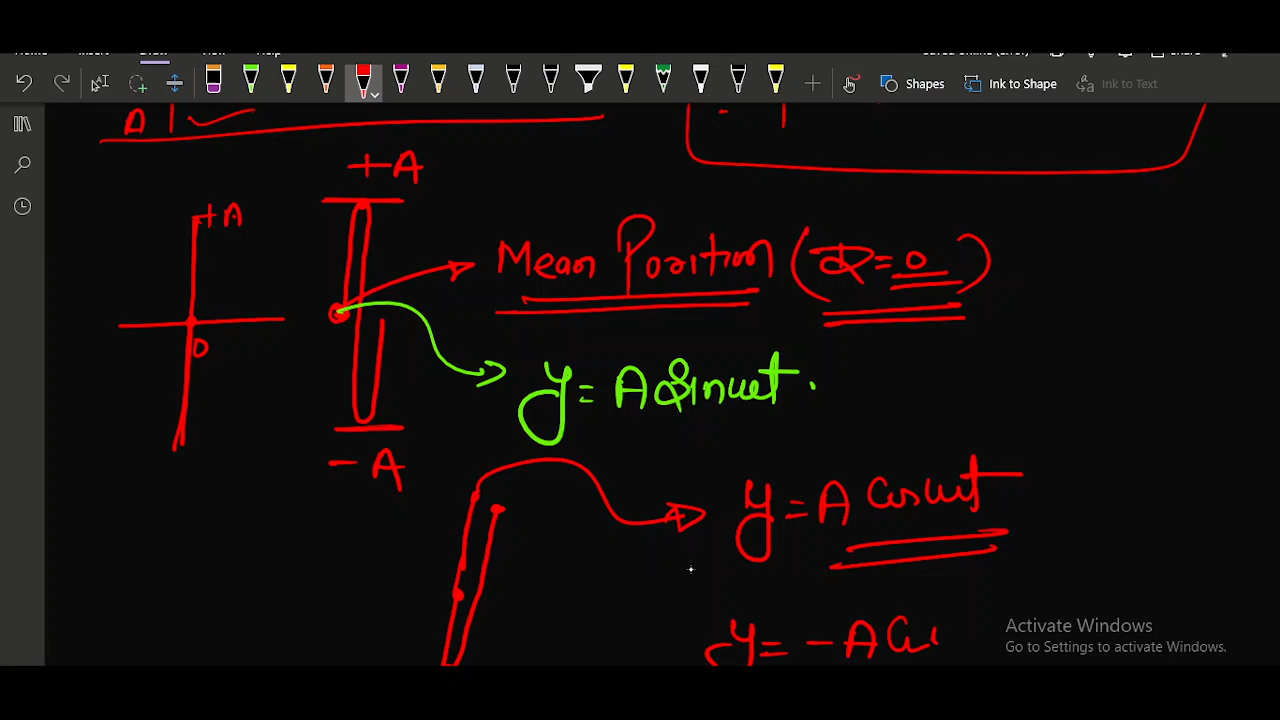 Shapes
Ink to Shape
Ink to Text
+A
+A
Mean Position (
= 0 )
0
y = A Sinωt .
- A
y = A cosωt
y = - A
Activate Windows
Go to Settings to activate Windows.